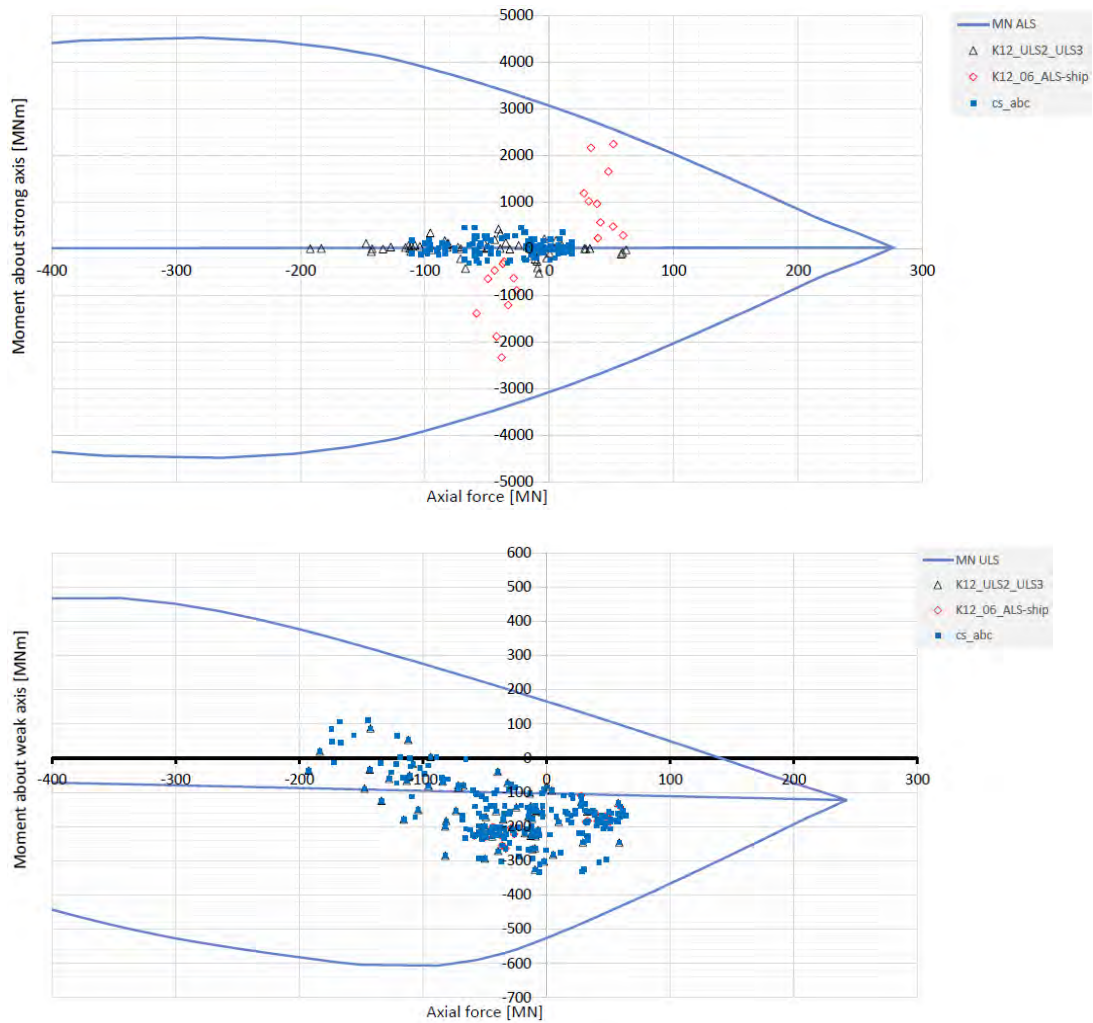 5000
4000
3000
2000
1000
0
-1000
-2000
-3000
-4000
-5000
-400 -300 -200 -100 0 100 200 300
Moment about strong axis [MNm]
Axial force [MN]
MN ALS
K12_ULS2_ULS3
K12_06_ALS-ship
cs_abc
600
500
400
300
200
100
0
-100
-200
-300
-400
-500
-600
-700
-400 -300 -200 -100 0 100 200 300
Moment about weak axis [MNm]
Axial force [MN]
MN ULS
K12_ULS2_ULS3
K12_06_ALS-ship
cs_abc